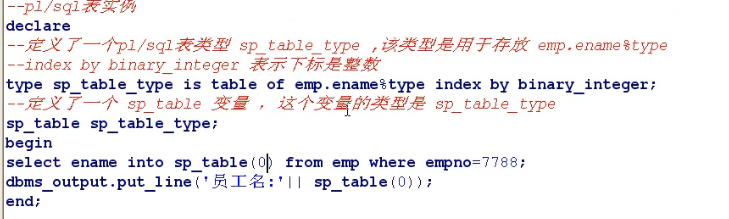 --pl/sql表实例
declare
--定义了一个pl/sql表类型 sp_table_type ,该类型是用于存放 emp.ename%type
--index by binary_integer 表示下标是整数
type sp_table_type is table of emp.ename%type index by binary_integer;
--定义了一个 sp_table 变量 , 这个变量的类型是 sp_table_type
sp_table sp_table_type;
begin
select ename into sp_table(0) from emp where empno=7788;
dbms_output.put_line('员工名:'|| sp_table(0));
end;